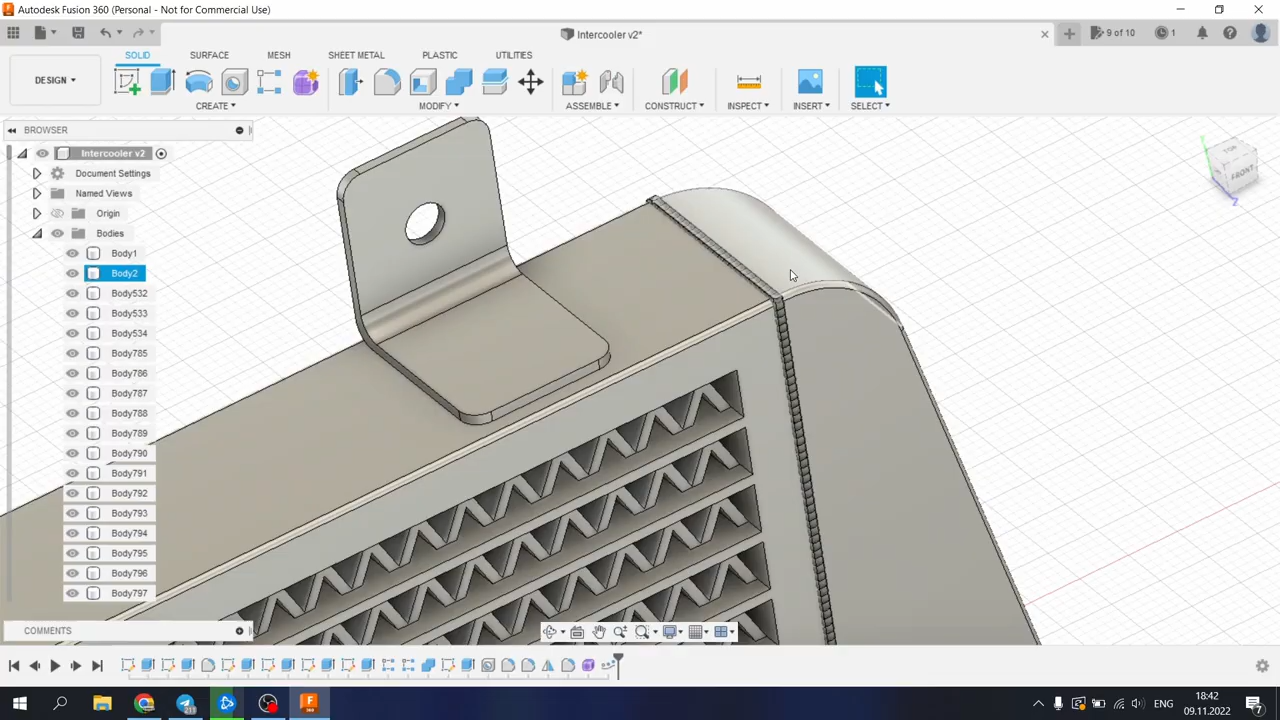 Autodesk Fusion 360 (Personal - Not for Commercial Use)
Intercooler v2*
9 of 10
1
DESIGN
SOLID
SURFACE
MESH
SHEET METAL
PLASTIC
UTILITIES
CREATE
MODIFY
ASSEMBLE
CONSTRUCT
INSPECT
INSERT
SELECT
BROWSER
Intercooler v2
Document Settings
Named Views
Origin
Bodies
Body1
Body2
Body532
Body533
Body534
Body785
Body786
Body787
Body788
Body789
Body790
Body791
Body792
Body793
Body794
Body795
Body796
Body797
TOP
FRONT
Z
COMMENTS
ENG
18:42
09.11.2022
7